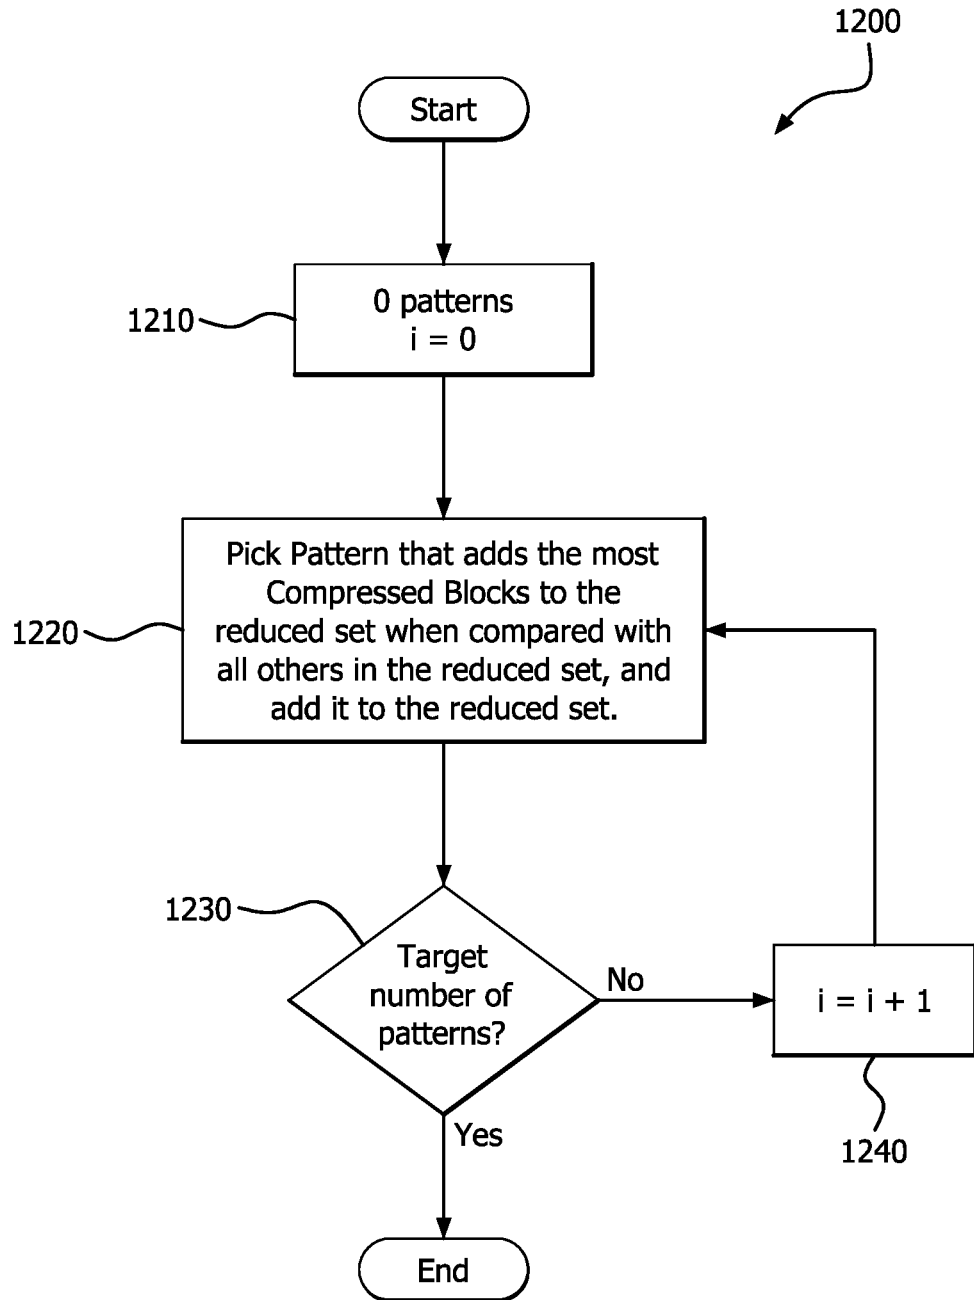 1200
Start
1210
0 patterns
i = 0
1220
Pick Pattern that adds the most
Compressed Blocks to the
reduced set when compared with
all others in the reduced set, and
add it to the reduced set.
1230
Target
number of
patterns?
No
i = i + 1
1240
Yes
End